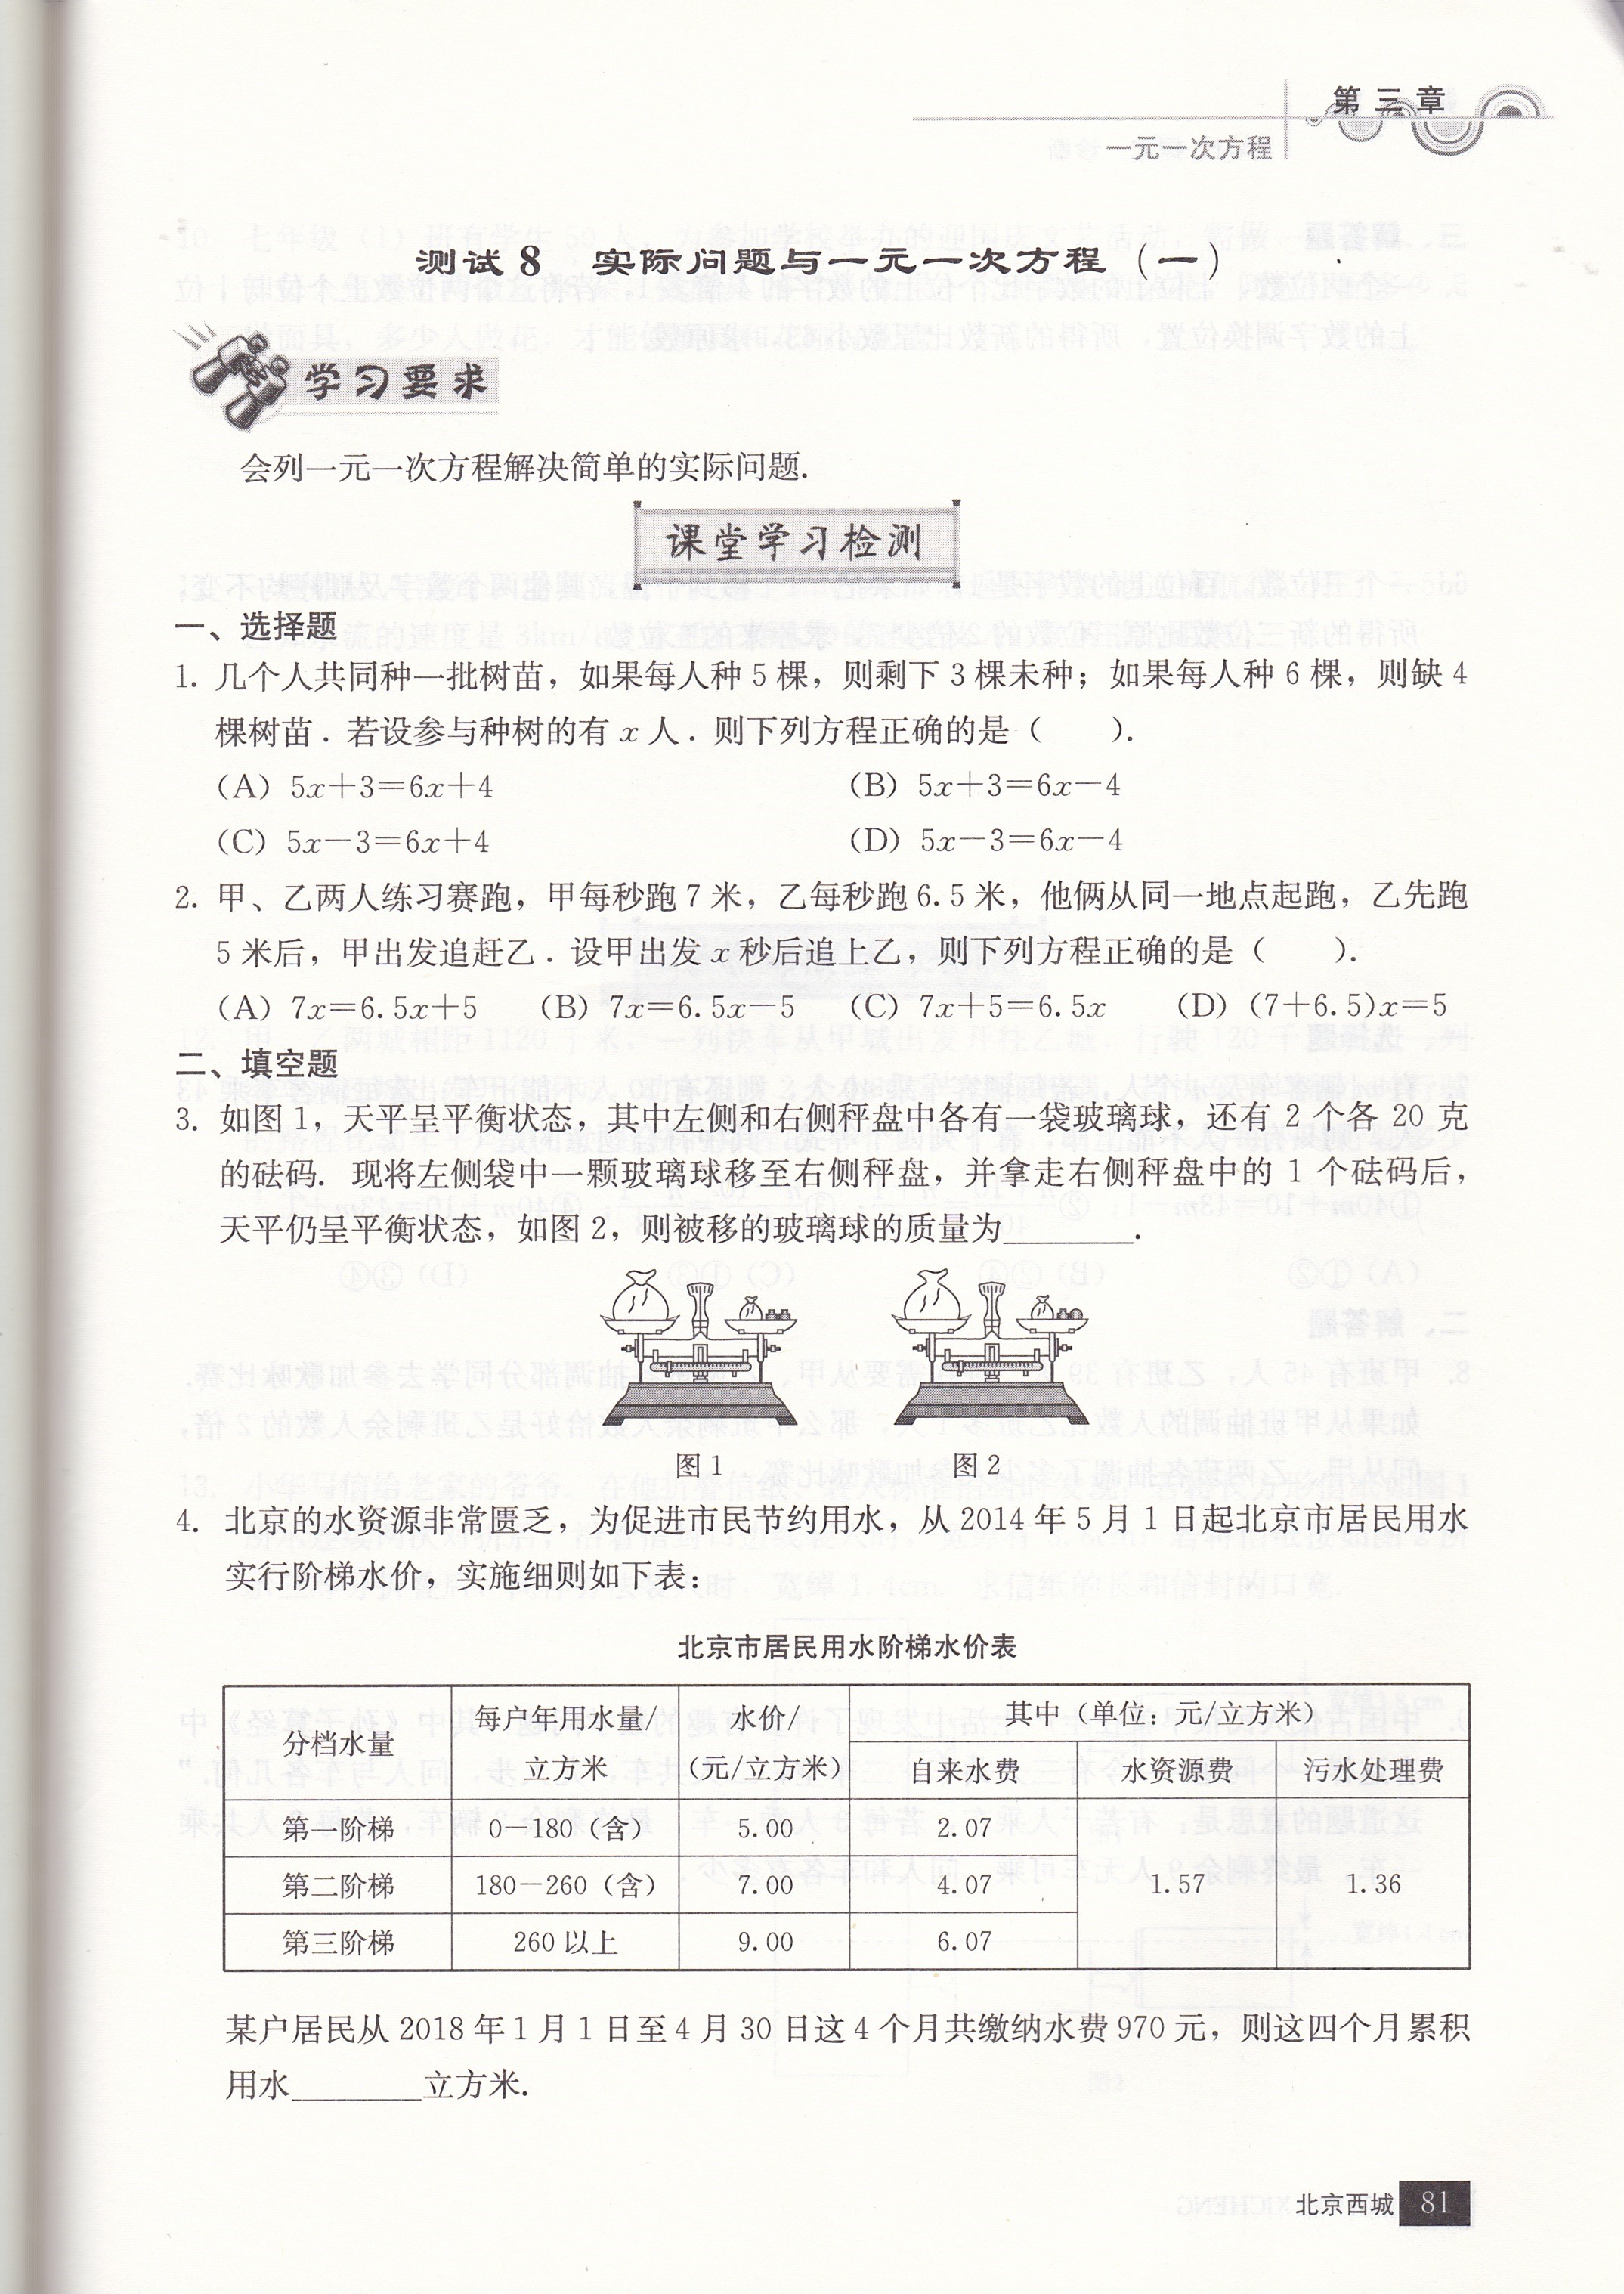 第三章
一元一次方程
测试8 实际问题与一元一次方程(一)
学习要求
会列一元一次方程解决简单的实际问题.
课堂学习检测
一、选择题
1. 几个人共同种一批树苗，如果每人种5棵，则剩下3棵未种；如果每人种6棵，则缺4
棵树苗．若设参与种树的有x人．则下列方程正确的是(  ).
(A) 5x+3=6x+4 (B) 5x+3=6x-4
(C) 5x-3=6x+4 (D) 5x-3=6x-4
2. 甲、乙两人练习赛跑，甲每秒跑7米，乙每秒跑6.5米，他俩从同一地点起跑，乙先跑
5米后，甲出发追赶乙．设甲出发x秒后追上乙，则下列方程正确的是(  ).
(A) 7x=6.5x+5 (B) 7x=6.5x-5 (C) 7x+5=6.5x (D) (7+6.5)x=5
二、填空题
3. 如图1，天平呈平衡状态，其中左侧和右侧秤盘中各有一袋玻璃球，还有2个各20克
的砝码. 现将左侧袋中一颗玻璃球移至右侧秤盘，并拿走右侧秤盘中的1个砝码后，
天平仍呈平衡状态，如图2，则被移的玻璃球的质量为________.
图1 图2
4. 北京的水资源非常匮乏，为促进市民节约用水，从2014年5月1日起北京市居民用水
实行阶梯水价，实施细则如下表：
北京市居民用水阶梯水价表
分档水量 每户年用水量/立方米 水价/(元/立方米) 其中(单位：元/立方米)
自来水费 水资源费 污水处理费
第一阶梯 0-180(含) 5.00 2.07
第二阶梯 180-260(含) 7.00 4.07 1.57 1.36
第三阶梯 260以上 9.00 6.07
某户居民从2018年1月1日至4月30日这4个月共缴纳水费970元，则这四个月累积
用水________立方米.
北京西城 81